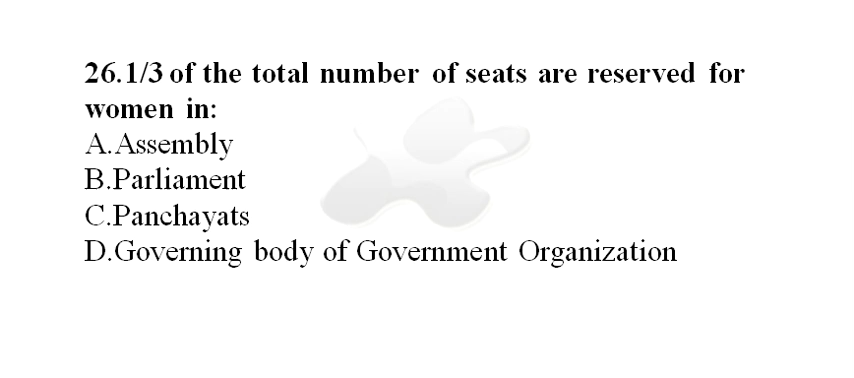 26.1/3 of the total number of seats are reserved for
women in:
A.Assembly
B.Parliament
C.Panchayats
D.Governing body of Government Organization